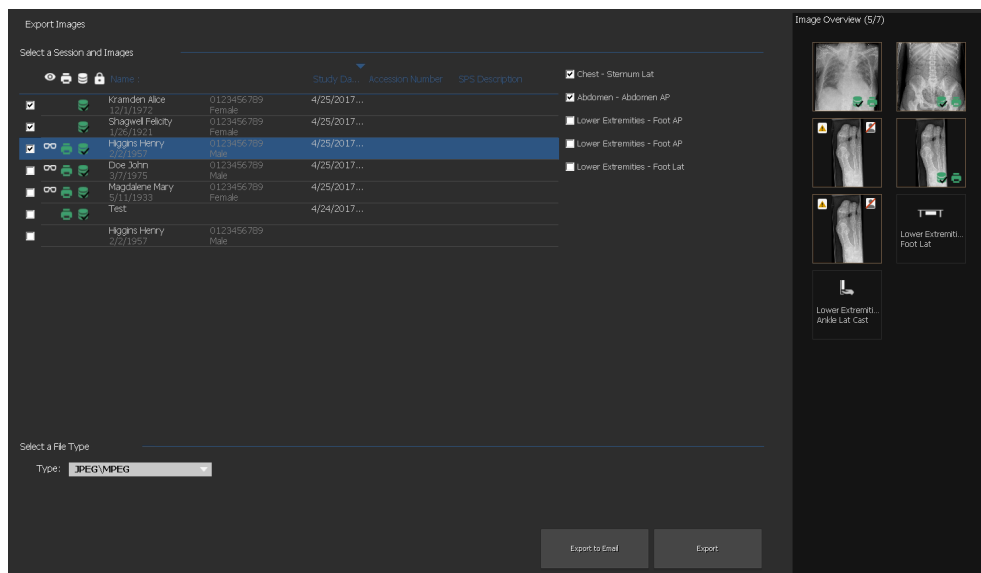 Export Images
Image Overview (5/7)
Select a Session and Images
Name :
Study Da...
Accession Number
SPS Description
Kramden Alice
0123456789
4/25/2017...
12/1/1972
Female
Shagwell Felicity
0123456789
4/25/2017...
1/26/1921
Female
Higgins Henry
0123456789
4/25/2017...
2/2/1957
Male
Doe John
0123456789
4/25/2017...
3/7/1975
Male
Magdalene Mary
0123456789
4/25/2017...
5/11/1933
Female
Test
4/24/2017...
Higgins Henry
0123456789
2/2/1957
Male
Chest - Sternum Lat
Abdomen - Abdomen AP
Lower Extremities - Foot AP
Lower Extremities - Foot AP
Lower Extremities - Foot Lat
Lower Extremiti...
Foot Lat
Lower Extremiti...
Ankle Lat Cast
Select a File Type
Type:
JPEG\MPEG
Export to Email
Export